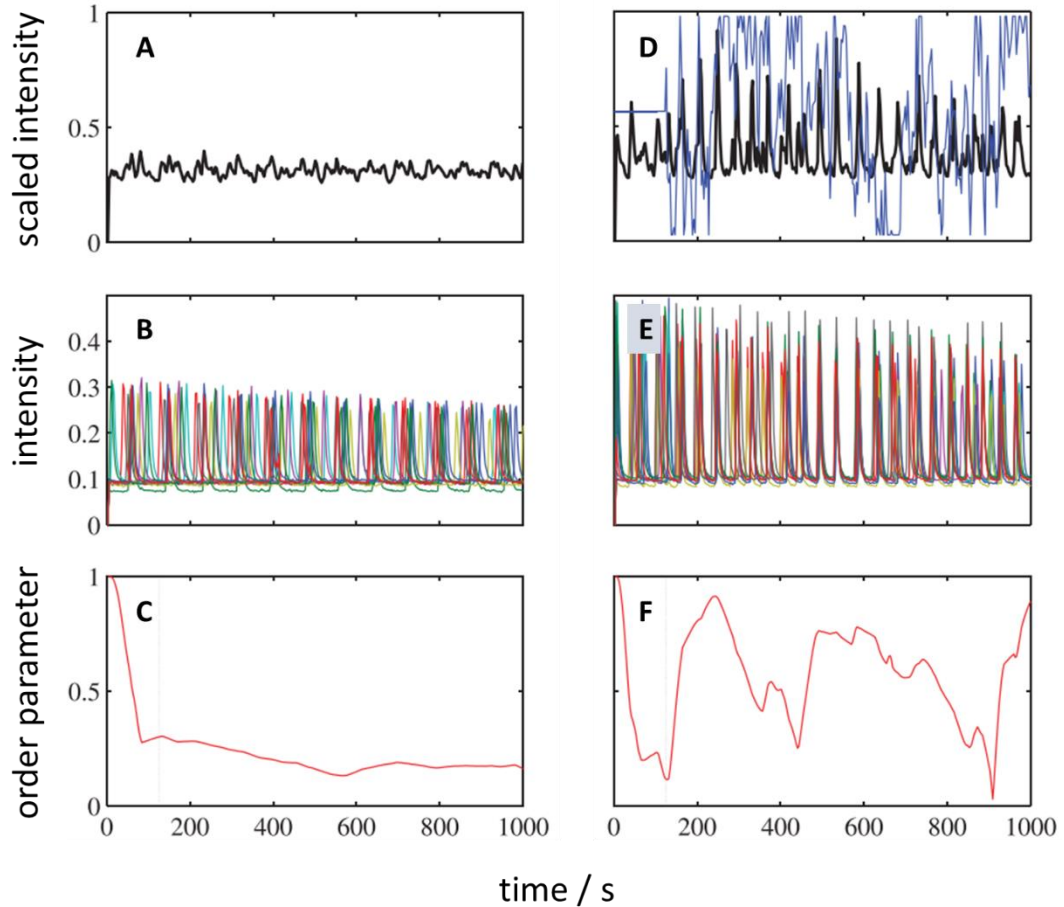 scaled intensity
1
0.5
0
A
D
intensity
0.4
0.3
0.2
0.1
0
B
E
order parameter
1
0.5
0
C
F
0 200 400 600 800 1000
0 200 400 600 800 1000
time / s